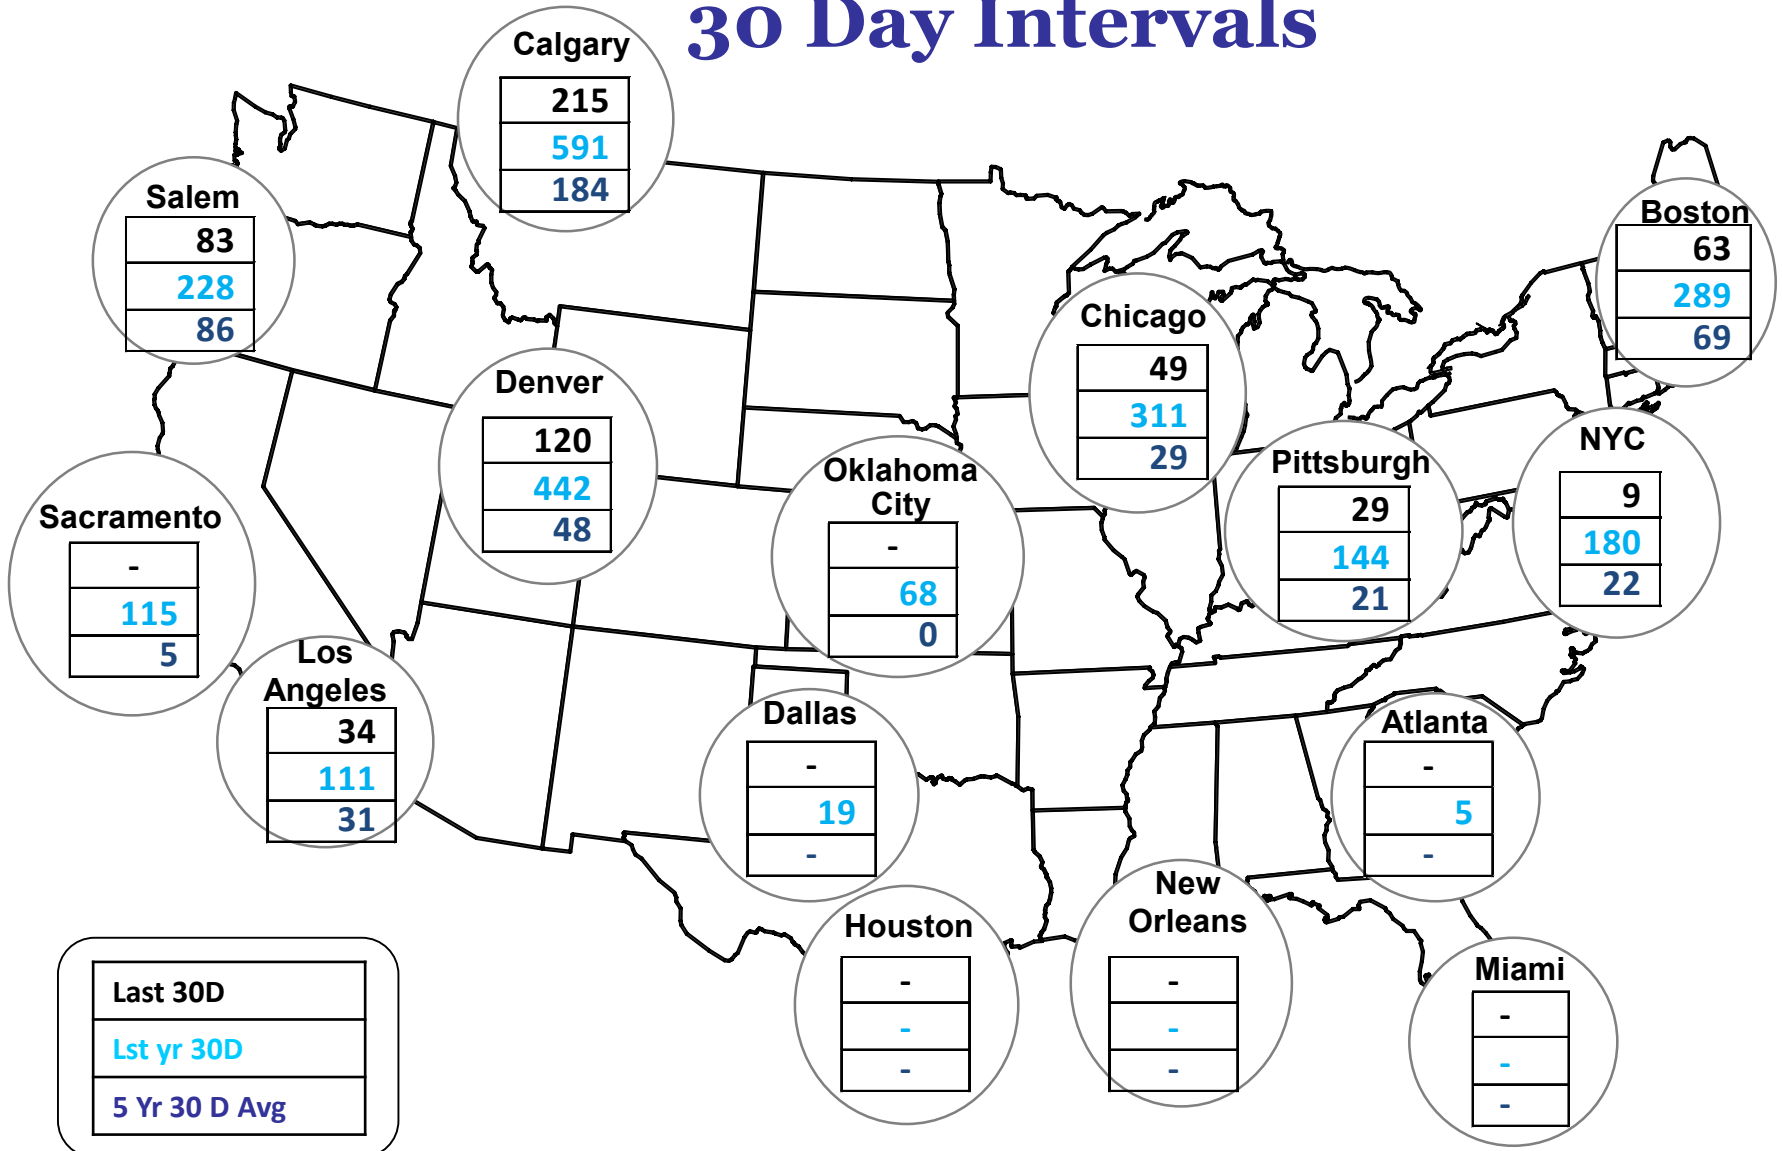 30 Day Intervals
Calgary
215
591
184
Salem
83
228
86
Boston
63
289
69
Chicago
49
311
29
Denver
120
442
48
NYC
9
180
22
Pittsburgh
29
144
21
Oklahoma
City
-
68
0
Sacramento
-
115
5
Los
Angeles
34
111
31
Dallas
-
19
-
Atlanta
-
5
-
New
Orleans
-
-
-
Houston
-
-
-
Miami
-
-
-
Last 30D
Lst yr 30D
5 Yr 30 D Avg